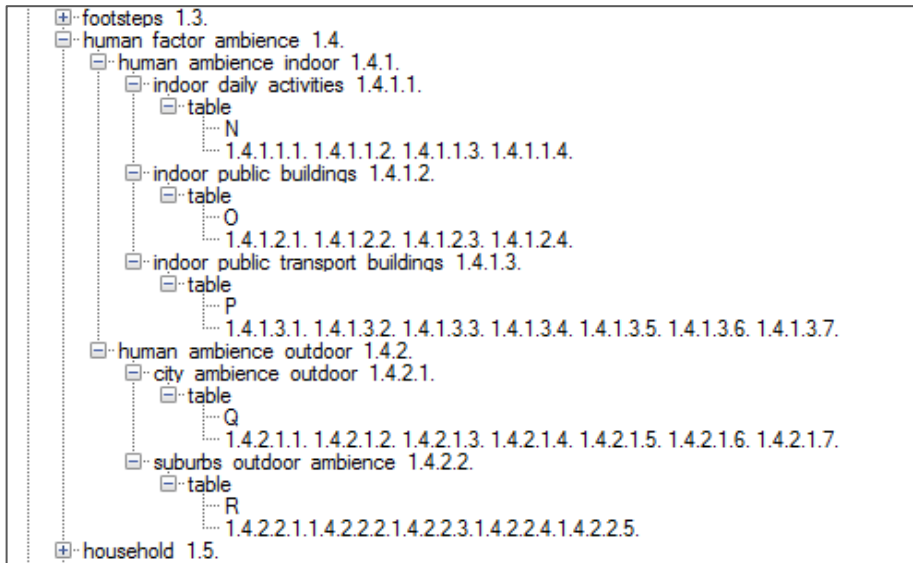 footsteps 1.3.
human factor ambience 1.4.
human ambience indoor 1.4.1.
indoor daily activities 1.4.1.1.
table
N
1.4.1.1.1. 1.4.1.1.2. 1.4.1.1.3. 1.4.1.1.4.
indoor public buildings 1.4.1.2.
table
O
1.4.1.2.1. 1.4.1.2.2. 1.4.1.2.3. 1.4.1.2.4.
indoor public transport buildings 1.4.1.3.
table
P
1.4.1.3.1. 1.4.1.3.2. 1.4.1.3.3. 1.4.1.3.4. 1.4.1.3.5. 1.4.1.3.6. 1.4.1.3.7.
human ambience outdoor 1.4.2.
city ambience outdoor 1.4.2.1.
table
Q
1.4.2.1.1. 1.4.2.1.2. 1.4.2.1.3. 1.4.2.1.4. 1.4.2.1.5. 1.4.2.1.6. 1.4.2.1.7.
suburbs outdoor ambience 1.4.2.2.
table
R
1.4.2.2.1.1.4.2.2.2.1.4.2.2.3.1.4.2.2.4.1.4.2.2.5.
household 1.5.